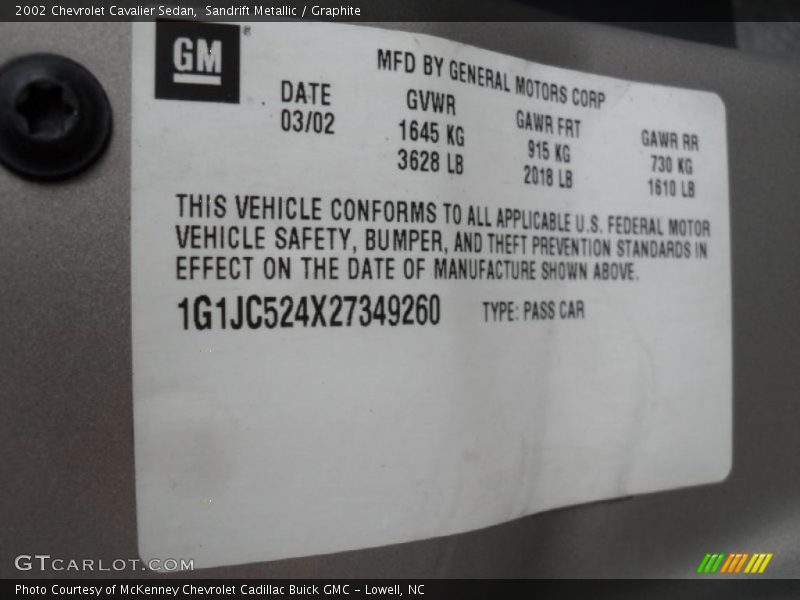 2002 Chevrolet Cavalier Sedan, Sandrift Metallic / Graphite
GM ®
MFD BY GENERAL MOTORS CORP
DATE GVWR GAWR FRT GAWR RR
03/02 1645 KG 915 KG 730 KG
3628 LB 2018 LB 1610 LB
THIS VEHICLE CONFORMS TO ALL APPLICABLE U.S. FEDERAL MOTOR
VEHICLE SAFETY, BUMPER, AND THEFT PREVENTION STANDARDS IN
EFFECT ON THE DATE OF MANUFACTURE SHOWN ABOVE.
1G1JC524X27349260 TYPE: PASS CAR
GTCARLOT.COM
Photo Courtesy of McKenney Chevrolet Cadillac Buick GMC - Lowell, NC